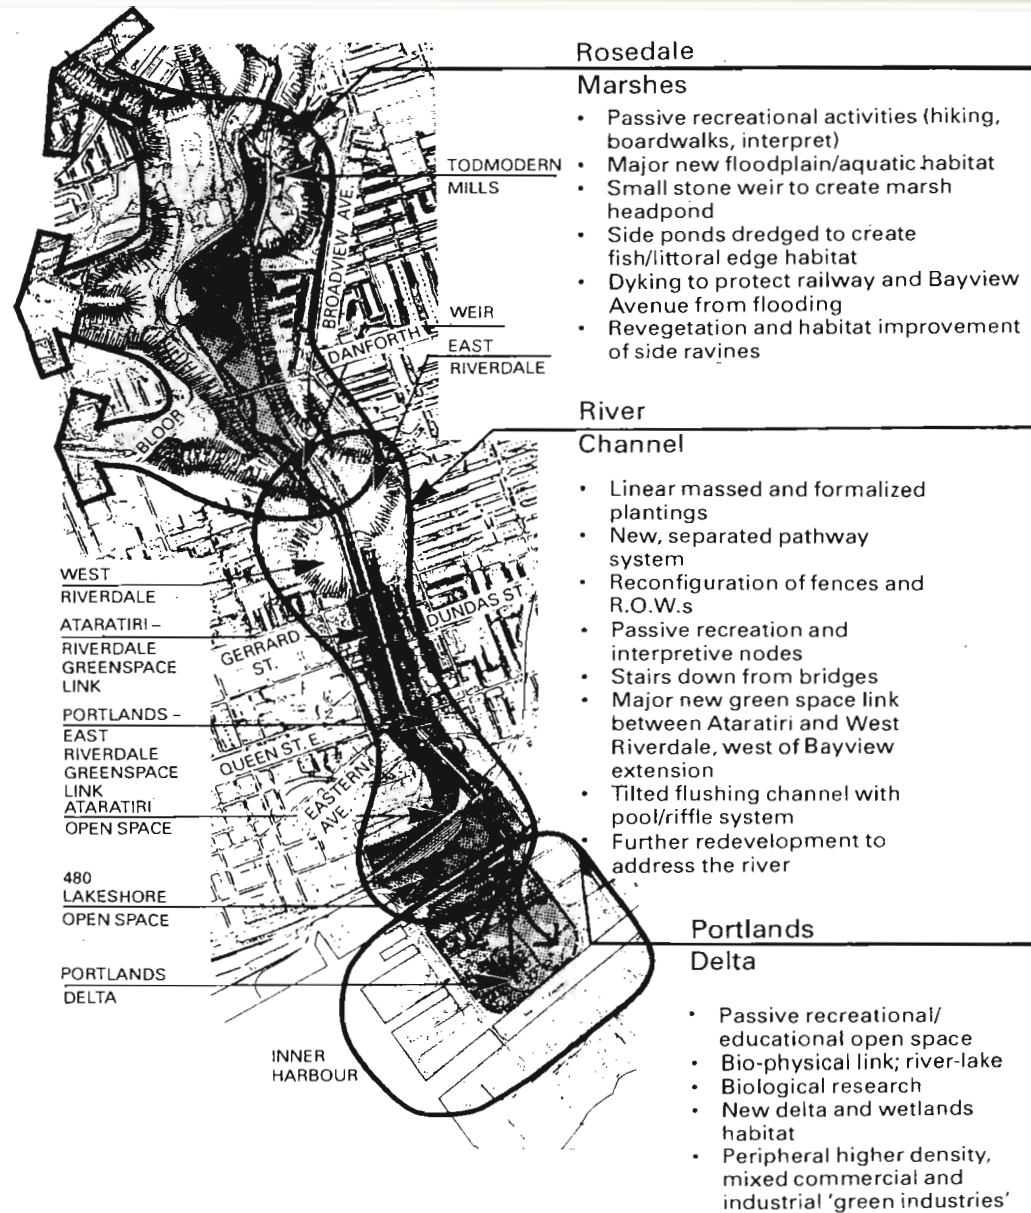 Rosedale
Marshes
• Passive recreational activities (hiking,
boardwalks, interpret)
• Major new floodplain/aquatic habitat
• Small stone weir to create marsh
headpond
• Side ponds dredged to create
fish/littoral edge habitat
• Dyking to protect railway and Bayview
Avenue from flooding
• Revegetation and habitat improvement
of side ravines
TODMODERN
MILLS
BROADVIEW AVE.
WEIR
DANFORTH
EAST
RIVERDALE
BLOOR
River
Channel
• Linear massed and formalized
plantings
• New, separated pathway
system
• Reconfiguration of fences and
R.O.W.s
• Passive recreation and
interpretive nodes
• Stairs down from bridges
• Major new green space link
between Ataratiri and West
Riverdale, west of Bayview
extension
• Tilted flushing channel with
pool/riffle system
• Further redevelopment to
address the river
WEST
RIVERDALE
ATARATIRI –
RIVERDALE
GREENSPACE
LINK
GERRARD
ST.
DUNDAS ST.
PORTLANDS –
EAST
RIVERDALE
GREENSPACE
LINK
QUEEN ST. E.
ATARATIRI
OPEN SPACE
EASTERN
AVE.
480
LAKESHORE
OPEN SPACE
PORTLANDS
DELTA
INNER
HARBOUR
Portlands
Delta
• Passive recreational/
educational open space
• Bio-physical link; river-lake
• Biological research
• New delta and wetlands
habitat
• Peripheral higher density,
mixed commercial and
industrial 'green industries'